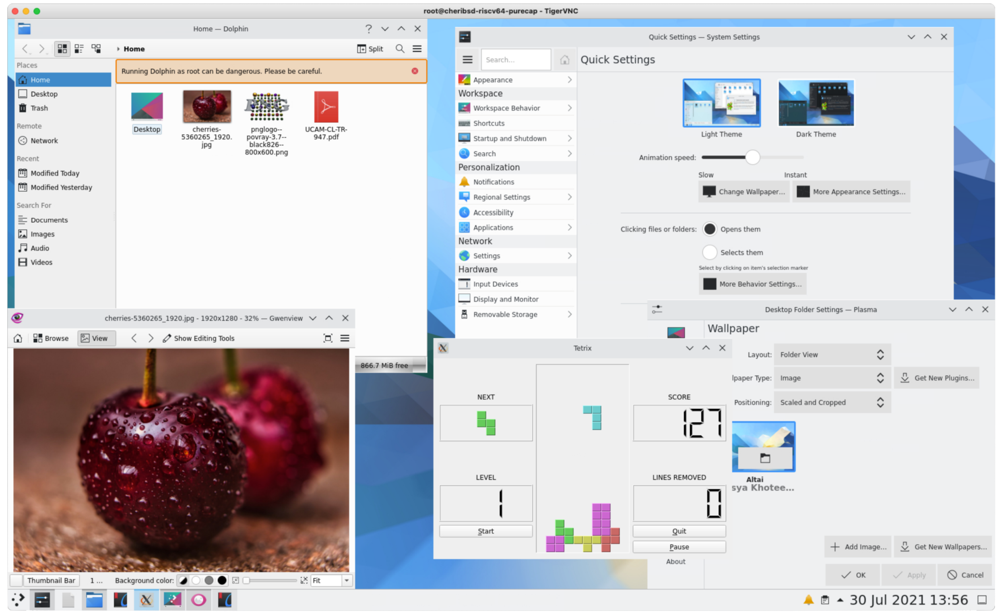 root@cheribsd-riscv64-purecap - TigerVNC
Home — Dolphin
Home
Split
Places
Home
Desktop
Trash
Remote
Network
Recent
Modified Today
Modified Yesterday
Search For
Documents
Images
Audio
Videos
Running Dolphin as root can be dangerous. Please be careful.
Desktop
cherries-
5360265_1920.
jpg
PNG
pnglogo--
povray-3.7--
black826--
800x600.png
UCAM-CL-TR-
947.pdf
866.7 MiB free
Quick Settings — System Settings
Search...
Quick Settings
Appearance
Workspace
Workspace Behavior
Shortcuts
Startup and Shutdown
Search
Personalization
Notifications
Regional Settings
Accessibility
Applications
Network
Settings
Hardware
Input Devices
Display and Monitor
Removable Storage
Light Theme
Dark Theme
Animation speed:
Slow
Instant
Change Wallpaper...
More Appearance Settings...
Clicking files or folders:
Opens them
Selects them
Select by clicking on item's selection marker
More Behavior Settings...
cherries-5360265_1920.jpg - 1920x1280 - 32% — Gwenview
Browse
View
Show Editing Tools
Thumbnail Bar
1 ...
Background color:
Fit
Tetrix
NEXT
SCORE
127
LEVEL
1
LINES REMOVED
0
Start
Quit
Pause
Desktop Folder Settings — Plasma
Wallpaper
Layout:
Folder View
lpaper Type:
Image
Get New Plugins...
Positioning:
Scaled and Cropped
Altai
sya Khotee...
Add Image...
Get New Wallpapers...
About
OK
Apply
Cancel
30 Jul 2021 13:56